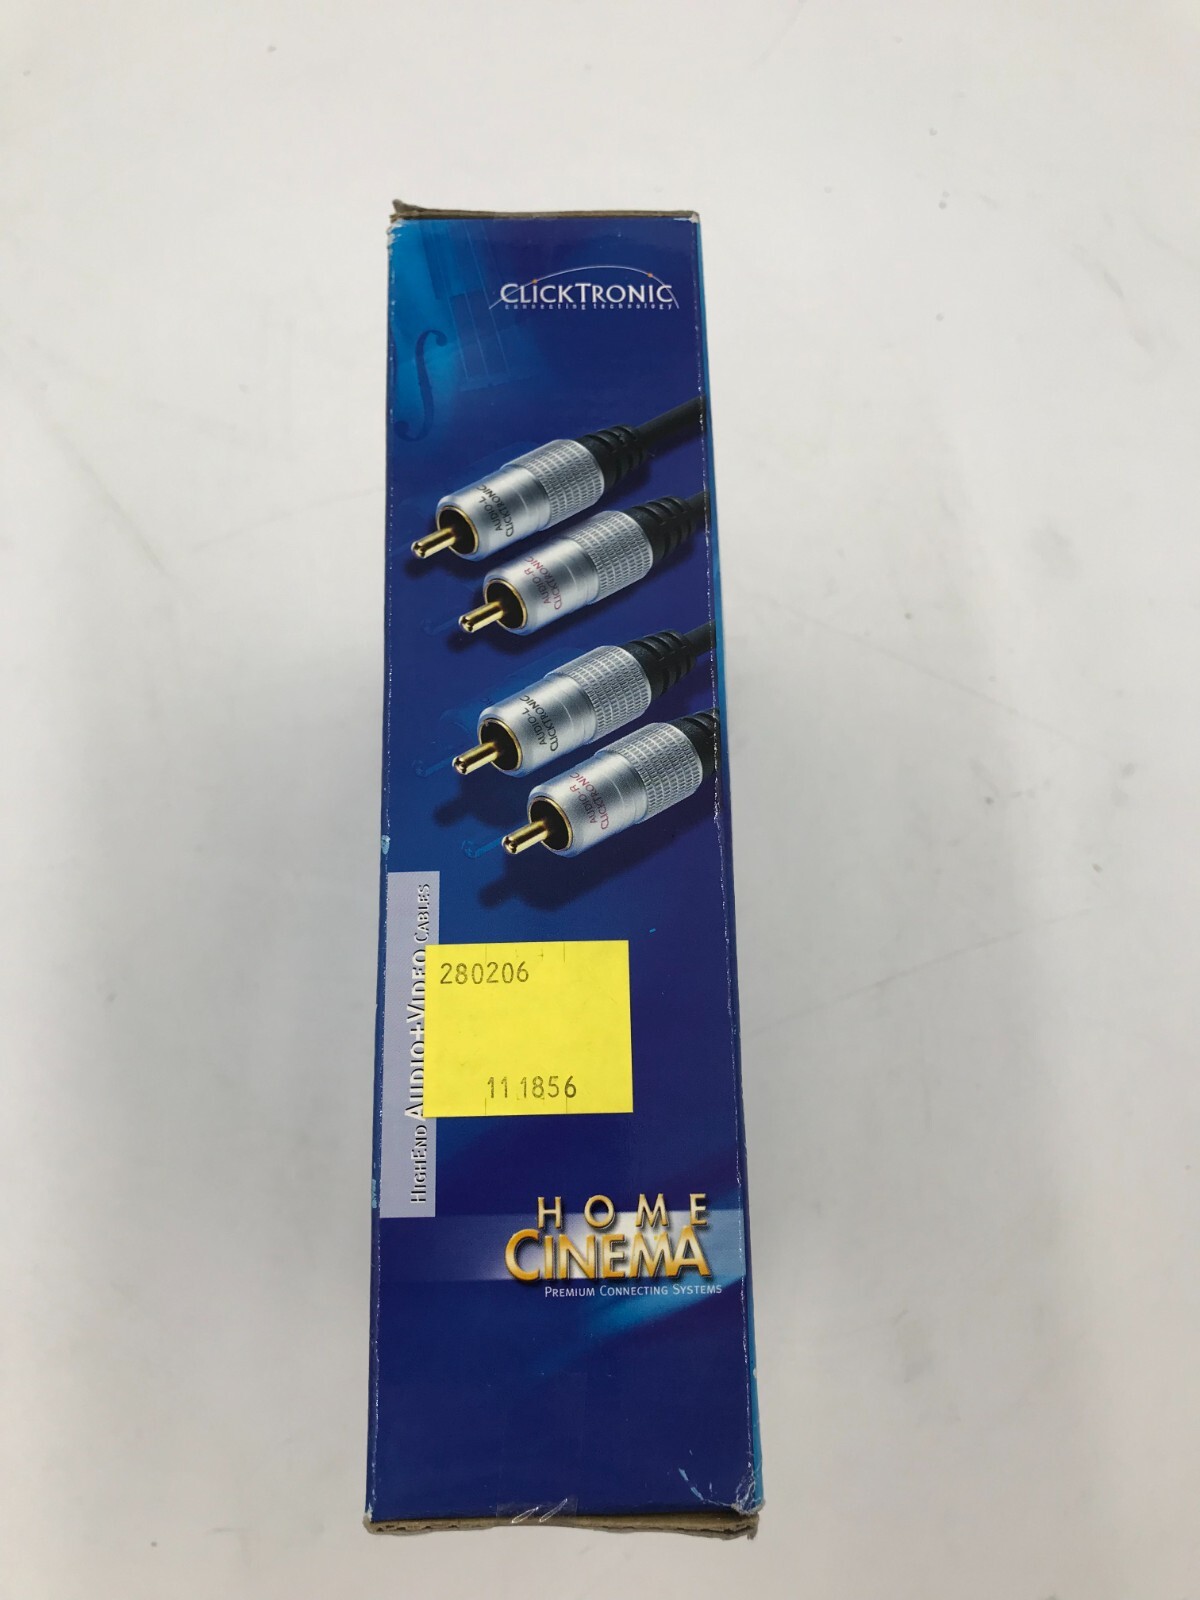 CLICKTRONIC
connecting technology
AUDIO-L
CLICKTRONIC
AUDIO-R
CLICKTRONIC
AUDIO-L
CLICKTRONIC
AUDIO-R
CLICKTRONIC
HIGHEND AUDIO+VIDEO CABLES
280206
11.1856
HOME
CINEMA
PREMIUM CONNECTING SYSTEMS